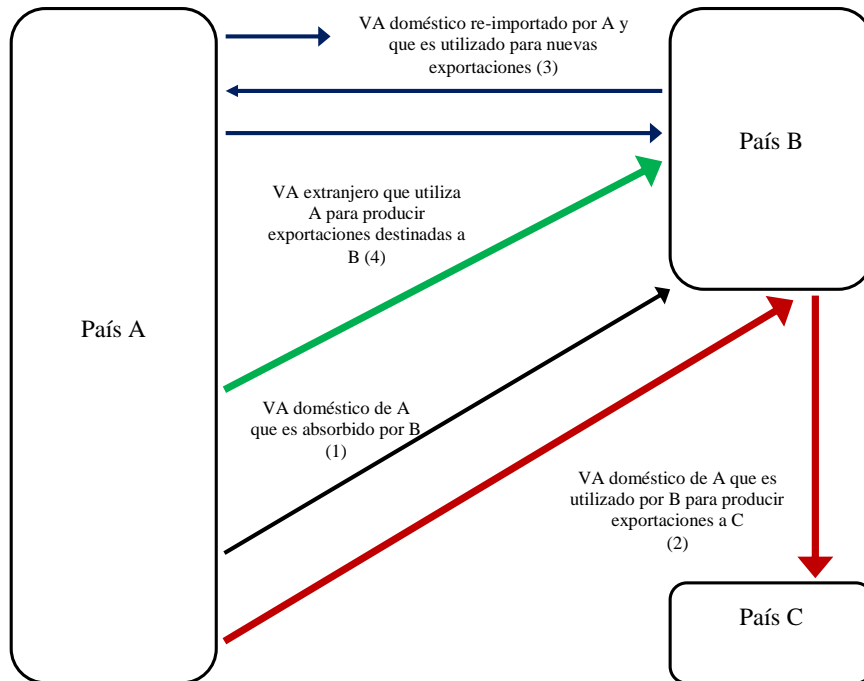 VA doméstico re-importado por A y
que es utilizado para nuevas
exportaciones (3)
País B
VA extranjero que utiliza
A para producir
exportaciones destinadas a
B (4)
País A
VA doméstico de A
que es absorbido por B
(1)
VA doméstico de A que es
utilizado por B para producir
exportaciones a C
(2)
País C